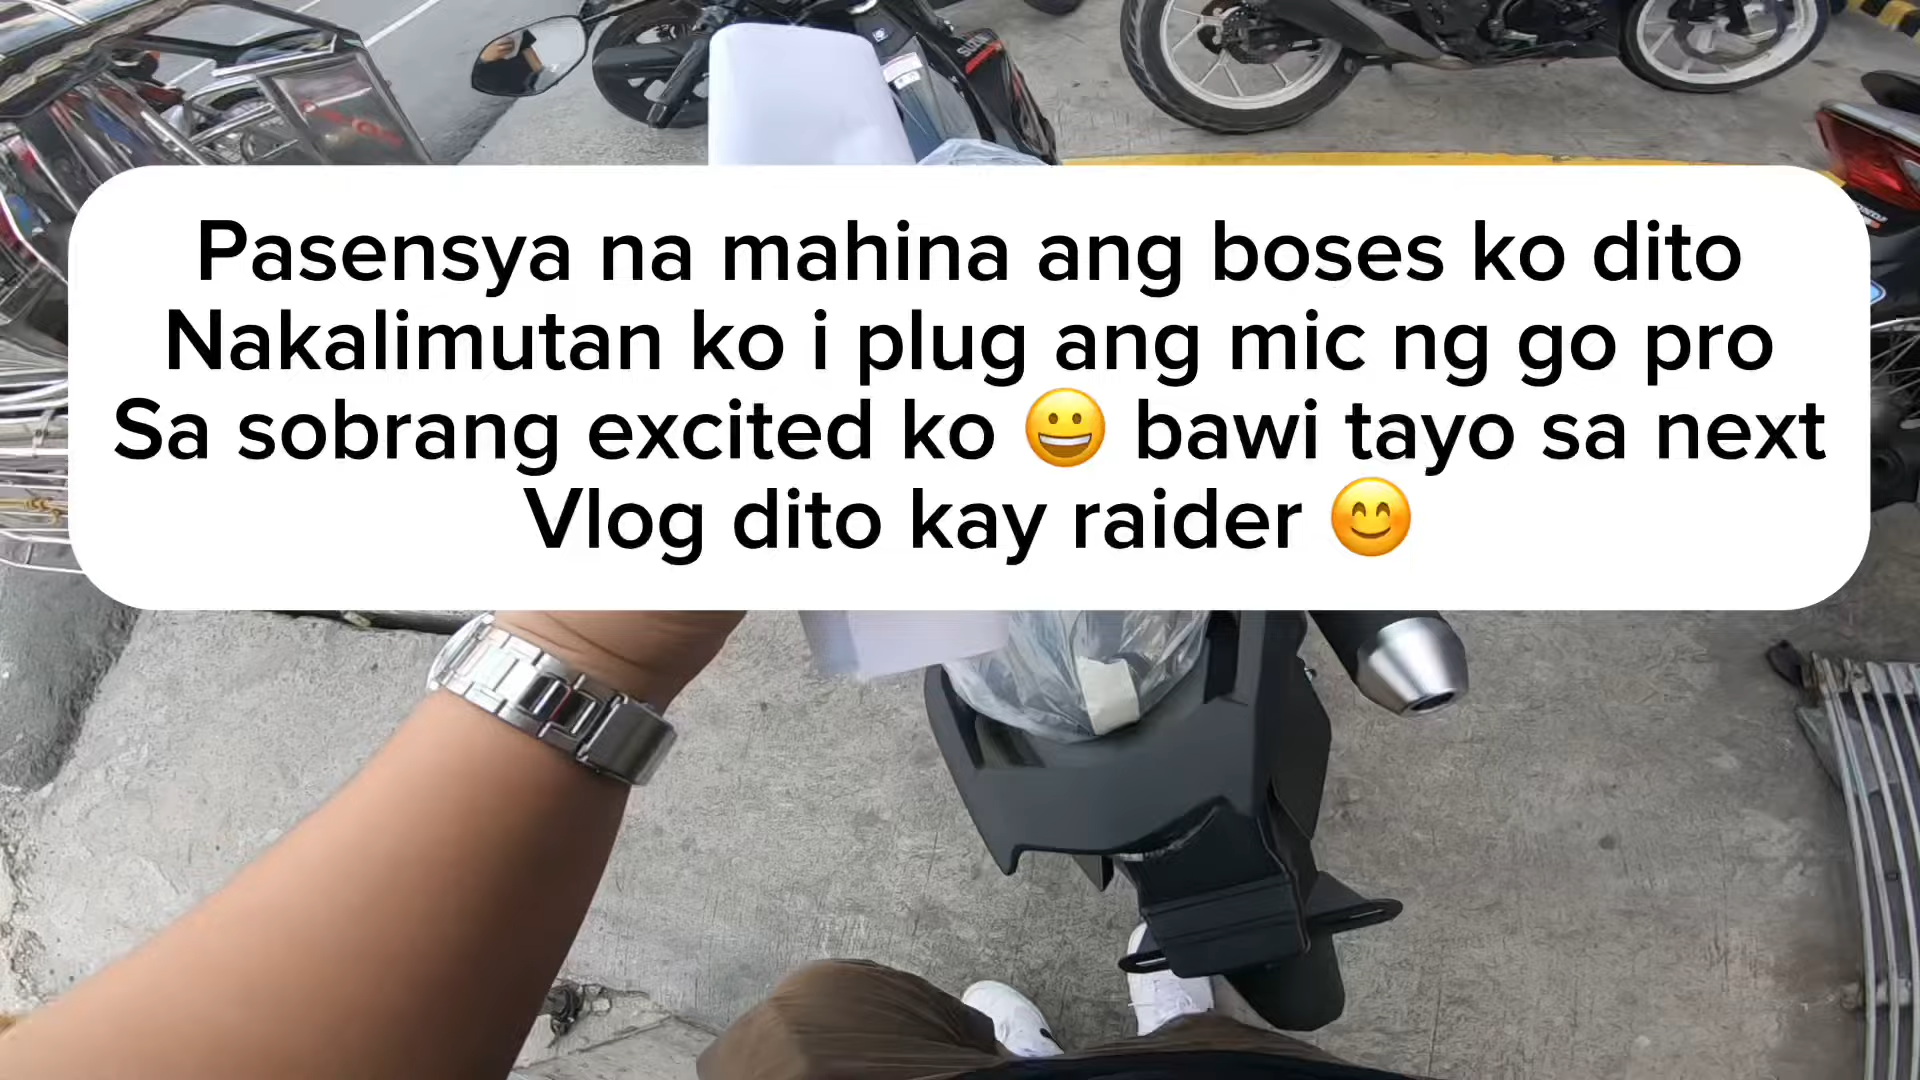 Pasensya na mahina ang boses ko dito
Nakalimutan ko i plug ang mic ng go pro
Sa sobrang excited ko 😀 bawi tayo sa next
Vlog dito kay raider 😊